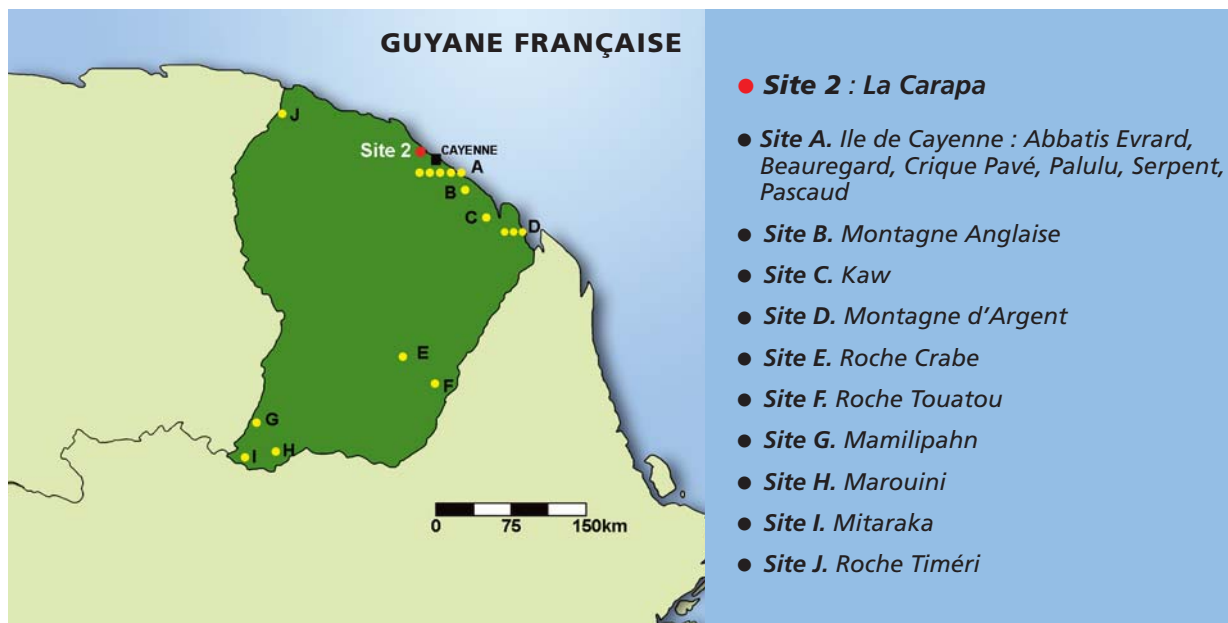 GUYANE FRANÇAISE
J
Site 2
CAYENNE
A
B
C
D
E
F
G
H
I
0 75 150km
Site 2 : La Carapa
Site A. Ile de Cayenne : Abbatis Evrard,
Beauregard, Crique Pavé, Palulu, Serpent,
Pascaud
Site B. Montagne Anglaise
Site C. Kaw
Site D. Montagne d’Argent
Site E. Roche Crabe
Site F. Roche Touatou
Site G. Mamilipahn
Site H. Marouini
Site I. Mitaraka
Site J. Roche Timéri